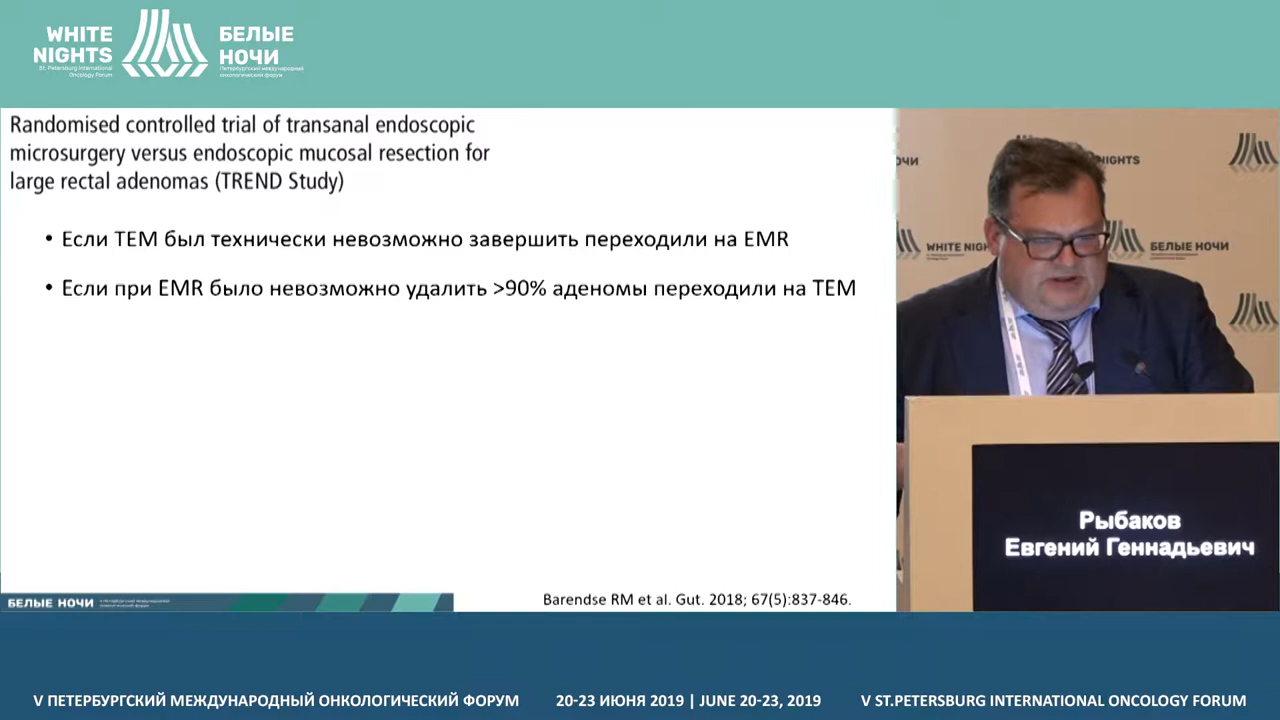 WHITE
NIGHTS
St. Petersburg International
Oncology Forum
БЕЛЫЕ
НОЧИ
Петербургский международный
онкологический форум
Randomised controlled trial of transanal endoscopic
microsurgery versus endoscopic mucosal resection for
large rectal adenomas (TREND Study)
• Если ТЕМ был технически невозможно завершить переходили на EMR
• Если при EMR было невозможно удалить >90% аденомы переходили на ТЕМ
БЕЛЫЕ НОЧИ
Barendse RM et al. Gut. 2018; 67(5):837-846.
ОЧИ
NIGHTS
WHITE NIGH
БЕЛЫЕ НОЧИ
Рыбаков
Евгений Геннадьевич
V ПЕТЕРБУРГСКИЙ МЕЖДУНАРОДНЫЙ ОНКОЛОГИЧЕСКИЙ ФОРУМ
20-23 ИЮНЯ 2019 | JUNE 20-23, 2019
V ST.PETERSBURG INTERNATIONAL ONCOLOGY FORUM